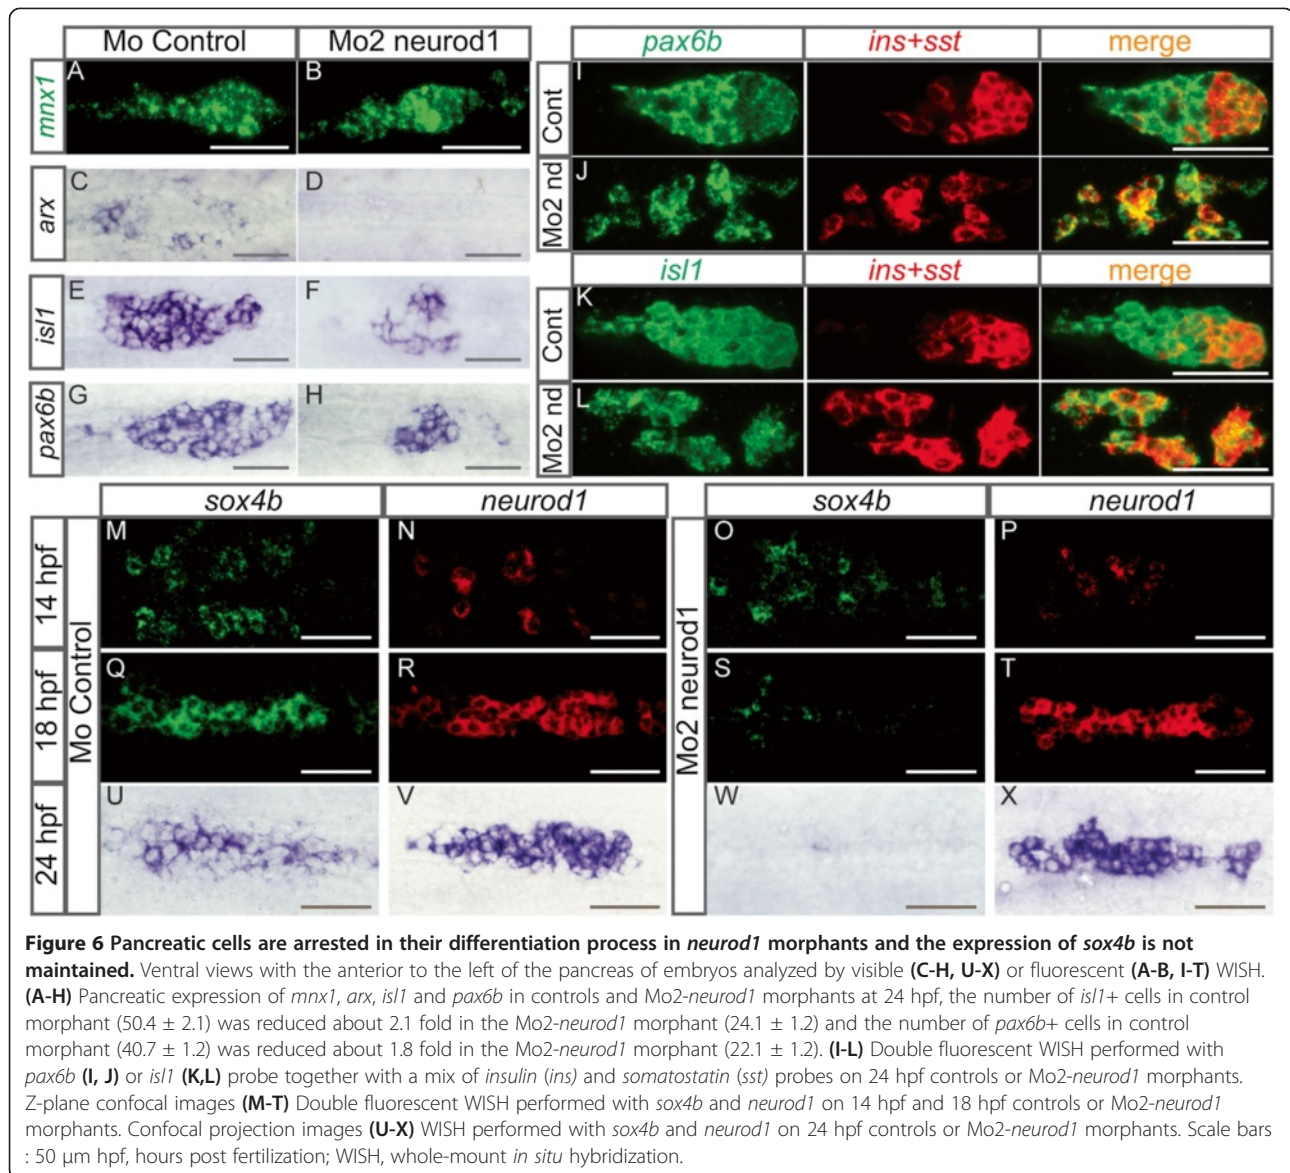 Mo Control
Mo2 neurod1
pax6b
ins+sst
merge
mnx1
A
B
Cont
I
arx
C
D
Mo2 nd
J
isl1
ins+sst
merge
isl1
E
F
Cont
K
pax6b
G
H
Mo2 nd
L
sox4b
neurod1
sox4b
neurod1
14 hpf
Mo Control
M
N
Mo2 neurod1
O
P
18 hpf
Q
R
S
T
24 hpf
U
V
W
X
Figure 6 Pancreatic cells are arrested in their differentiation process in neurod1 morphants and the expression of sox4b is not
maintained. Ventral views with the anterior to the left of the pancreas of embryos analyzed by visible (C-H, U-X) or fluorescent (A-B, I-T) WISH.
(A-H) Pancreatic expression of mnx1, arx, isl1 and pax6b in controls and Mo2-neurod1 morphants at 24 hpf, the number of isl1+ cells in control
morphant (50.4 ± 2.1) was reduced about 2.1 fold in the Mo2-neurod1 morphant (24.1 ± 1.2) and the number of pax6b+ cells in control
morphant (40.7 ± 1.2) was reduced about 1.8 fold in the Mo2-neurod1 morphant (22.1 ± 1.2). (I-L) Double fluorescent WISH performed with
pax6b (I, J) or isl1 (K,L) probe together with a mix of insulin (ins) and somatostatin (sst) probes on 24 hpf controls or Mo2-neurod1 morphants.
Z-plane confocal images (M-T) Double fluorescent WISH performed with sox4b and neurod1 on 14 hpf and 18 hpf controls or Mo2-neurod1
morphants. Confocal projection images (U-X) WISH performed with sox4b and neurod1 on 24 hpf controls or Mo2-neurod1 morphants. Scale bars
: 50 μm hpf, hours post fertilization; WISH, whole-mount in situ hybridization.